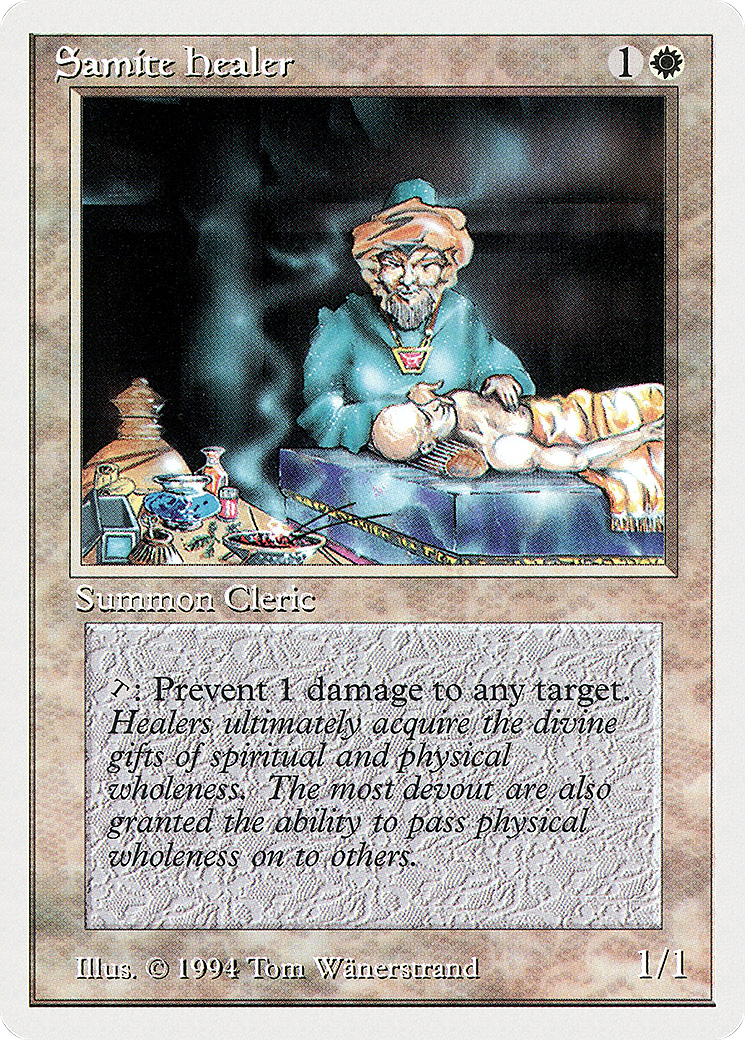 Samite Healer 1
Summon Cleric
T: Prevent 1 damage to any target.
Healers ultimately acquire the divine
gifts of spiritual and physical
wholeness. The most devout are also
granted the ability to pass physical
wholeness on to others.
Illus. © 1994 Tom Wänerstrand 1/1